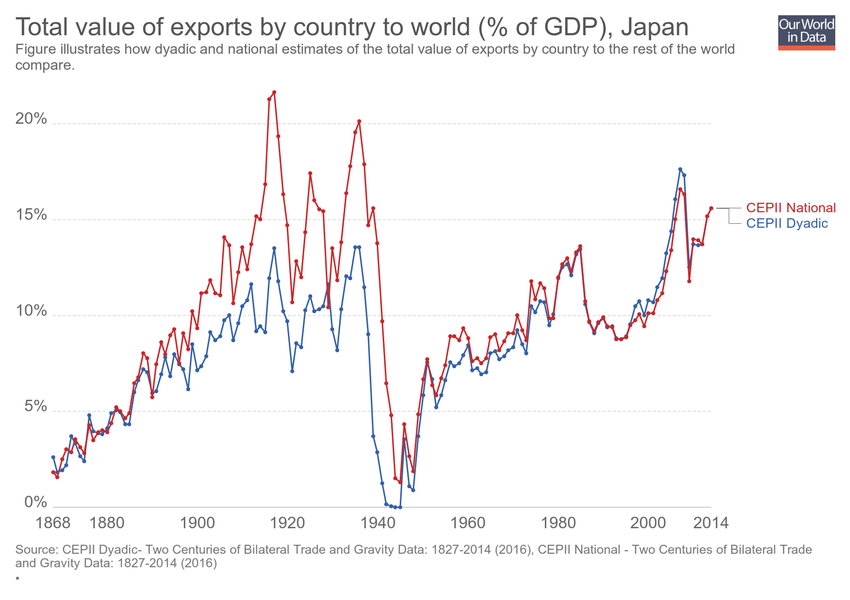 Total value of exports by country to world (% of GDP), Japan
Our World
in Data
Figure illustrates how dyadic and national estimates of the total value of exports by country to the rest of the world
compare.
20%
15%
10%
5%
0%
CEPII National
CEPII Dyadic
1868 1880 1900 1920 1940 1960 1980 2000 2014
Source: CEPII Dyadic- Two Centuries of Bilateral Trade and Gravity Data: 1827-2014 (2016), CEPII National - Two Centuries of Bilateral Trade
and Gravity Data: 1827-2014 (2016)
•